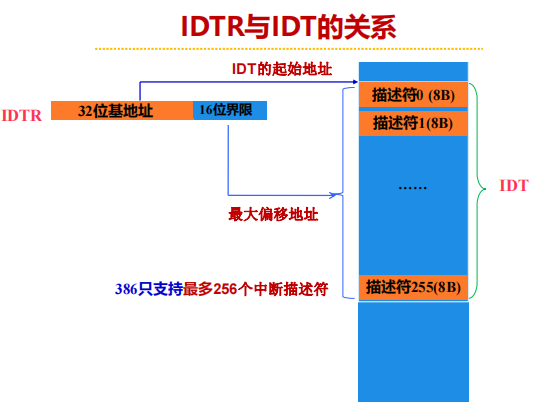 IDTR与IDT的关系
IDT的起始地址
IDTR
32位基地址
16位界限
描述符0 (8B)
描述符1(8B)
……
IDT
最大偏移地址
386只支持最多256个中断描述符
描述符255(8B)